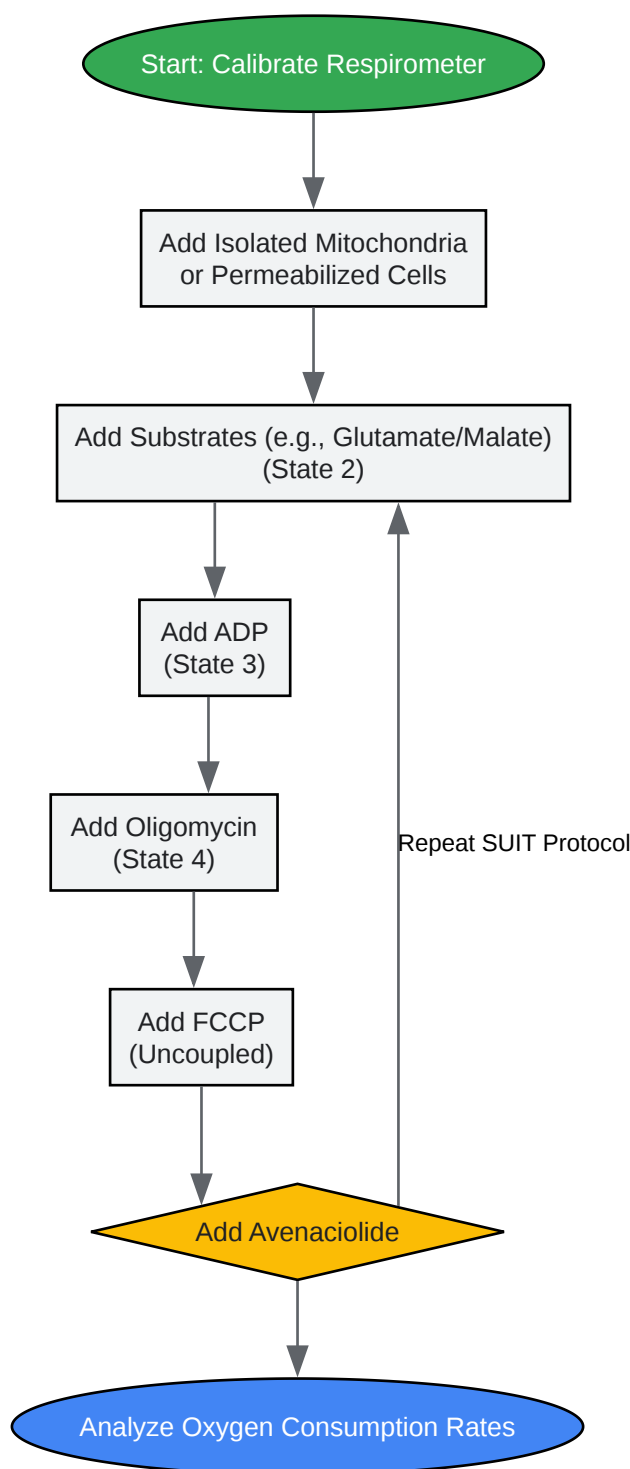 Start: Calibrate Respirometer
Add Isolated Mitochondria
or Permeabilized Cells
Add Substrates (e.g., Glutamate/Malate)
(State 2)
Add ADP
(State 3)
Add Oligomycin
(State 4)
Repeat SUIT Protocol
Add FCCP
(Uncoupled)
Add Avenaciolide
Analyze Oxygen Consumption Rates